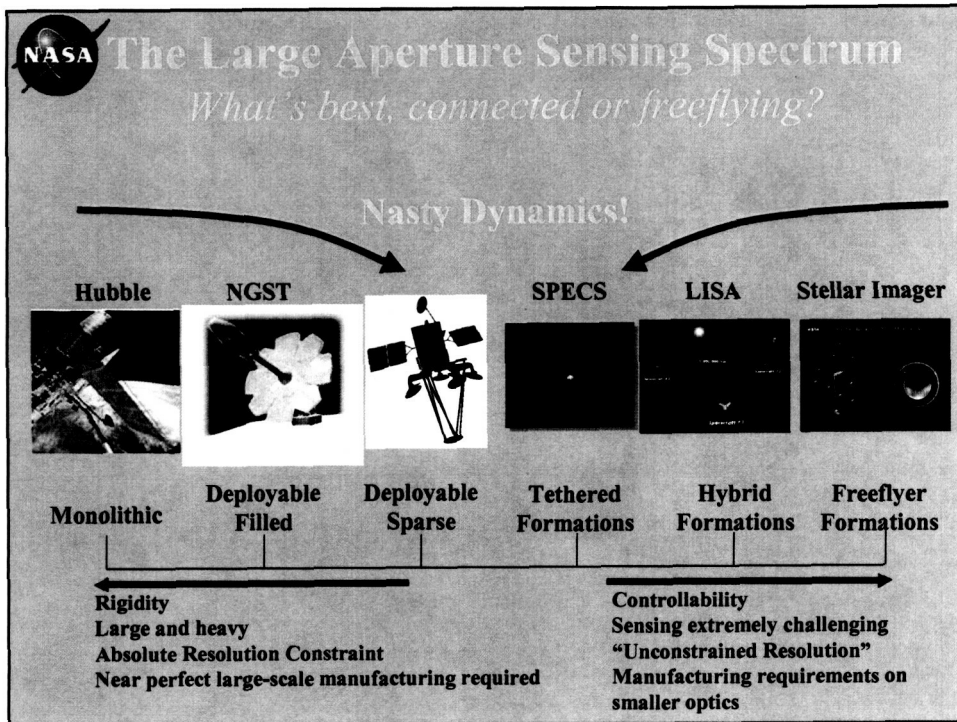 NASA
The Large Aperture Sensing Spectrum
What's best, connected or freeflying?
Nasty Dynamics!
Hubble
NGST
SPECS
LISA
Stellar Imager
Monolithic
Deployable
Filled
Deployable
Sparse
Tethered
Formations
Hybrid
Formations
Freeflyer
Formations
Rigidity
Large and heavy
Absolute Resolution Constraint
Near perfect large-scale manufacturing required
Controllability
Sensing extremely challenging
“Unconstrained Resolution”
Manufacturing requirements on
smaller optics